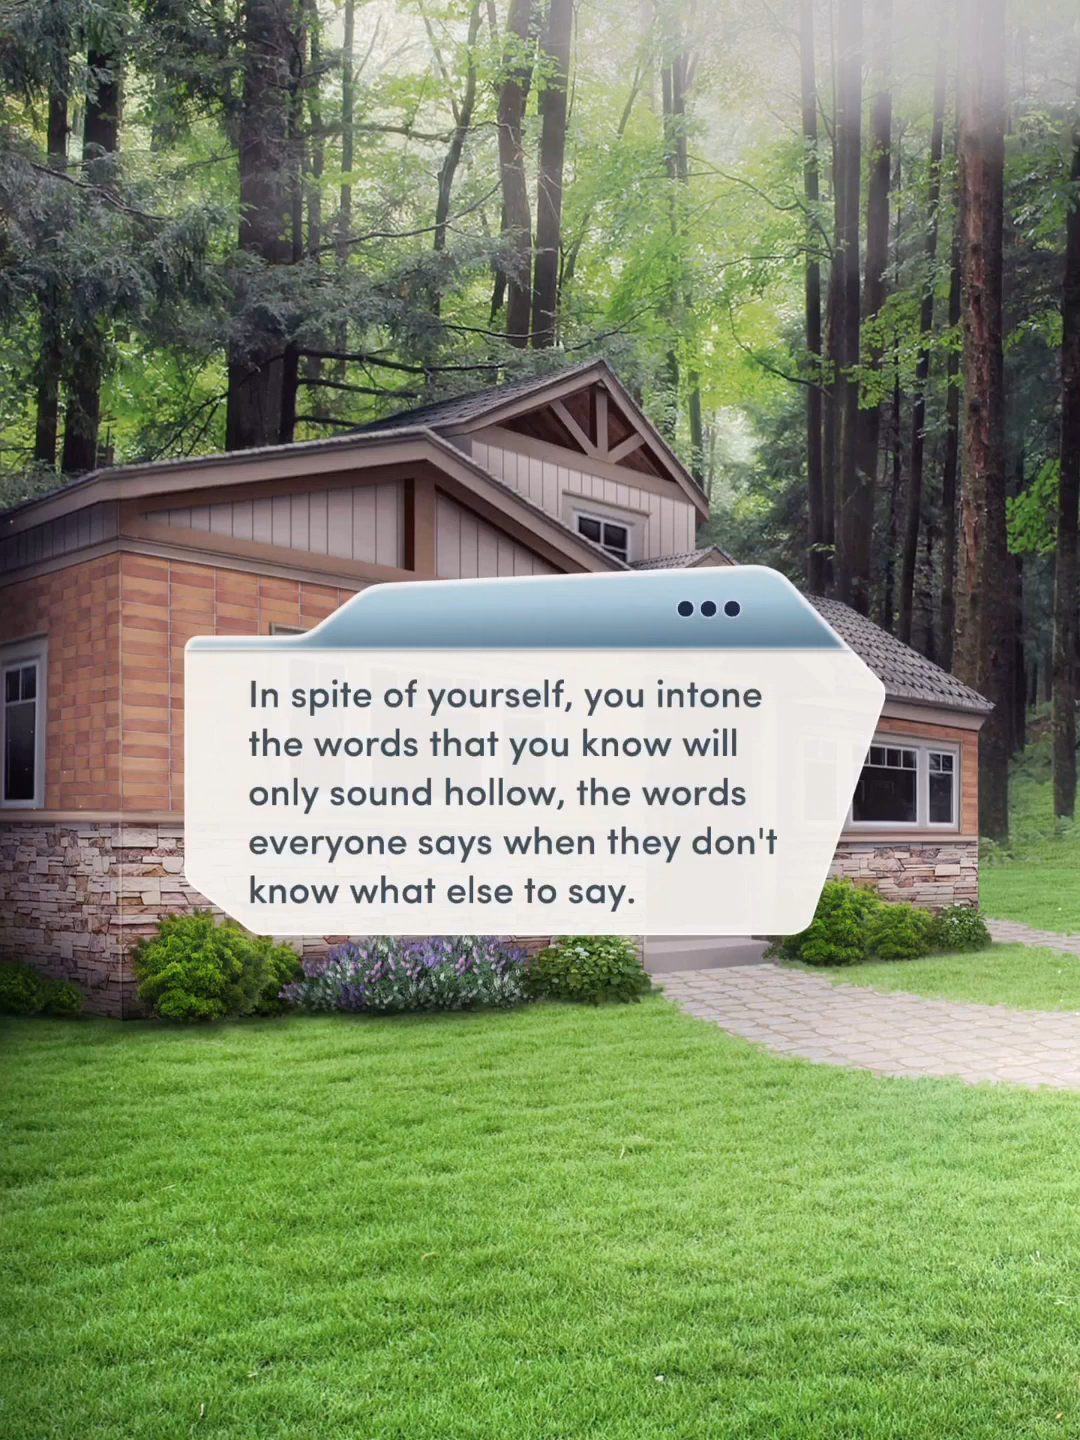 In spite of yourself, you intone
the words that you know will
only sound hollow, the words
everyone says when they don't
know what else to say.